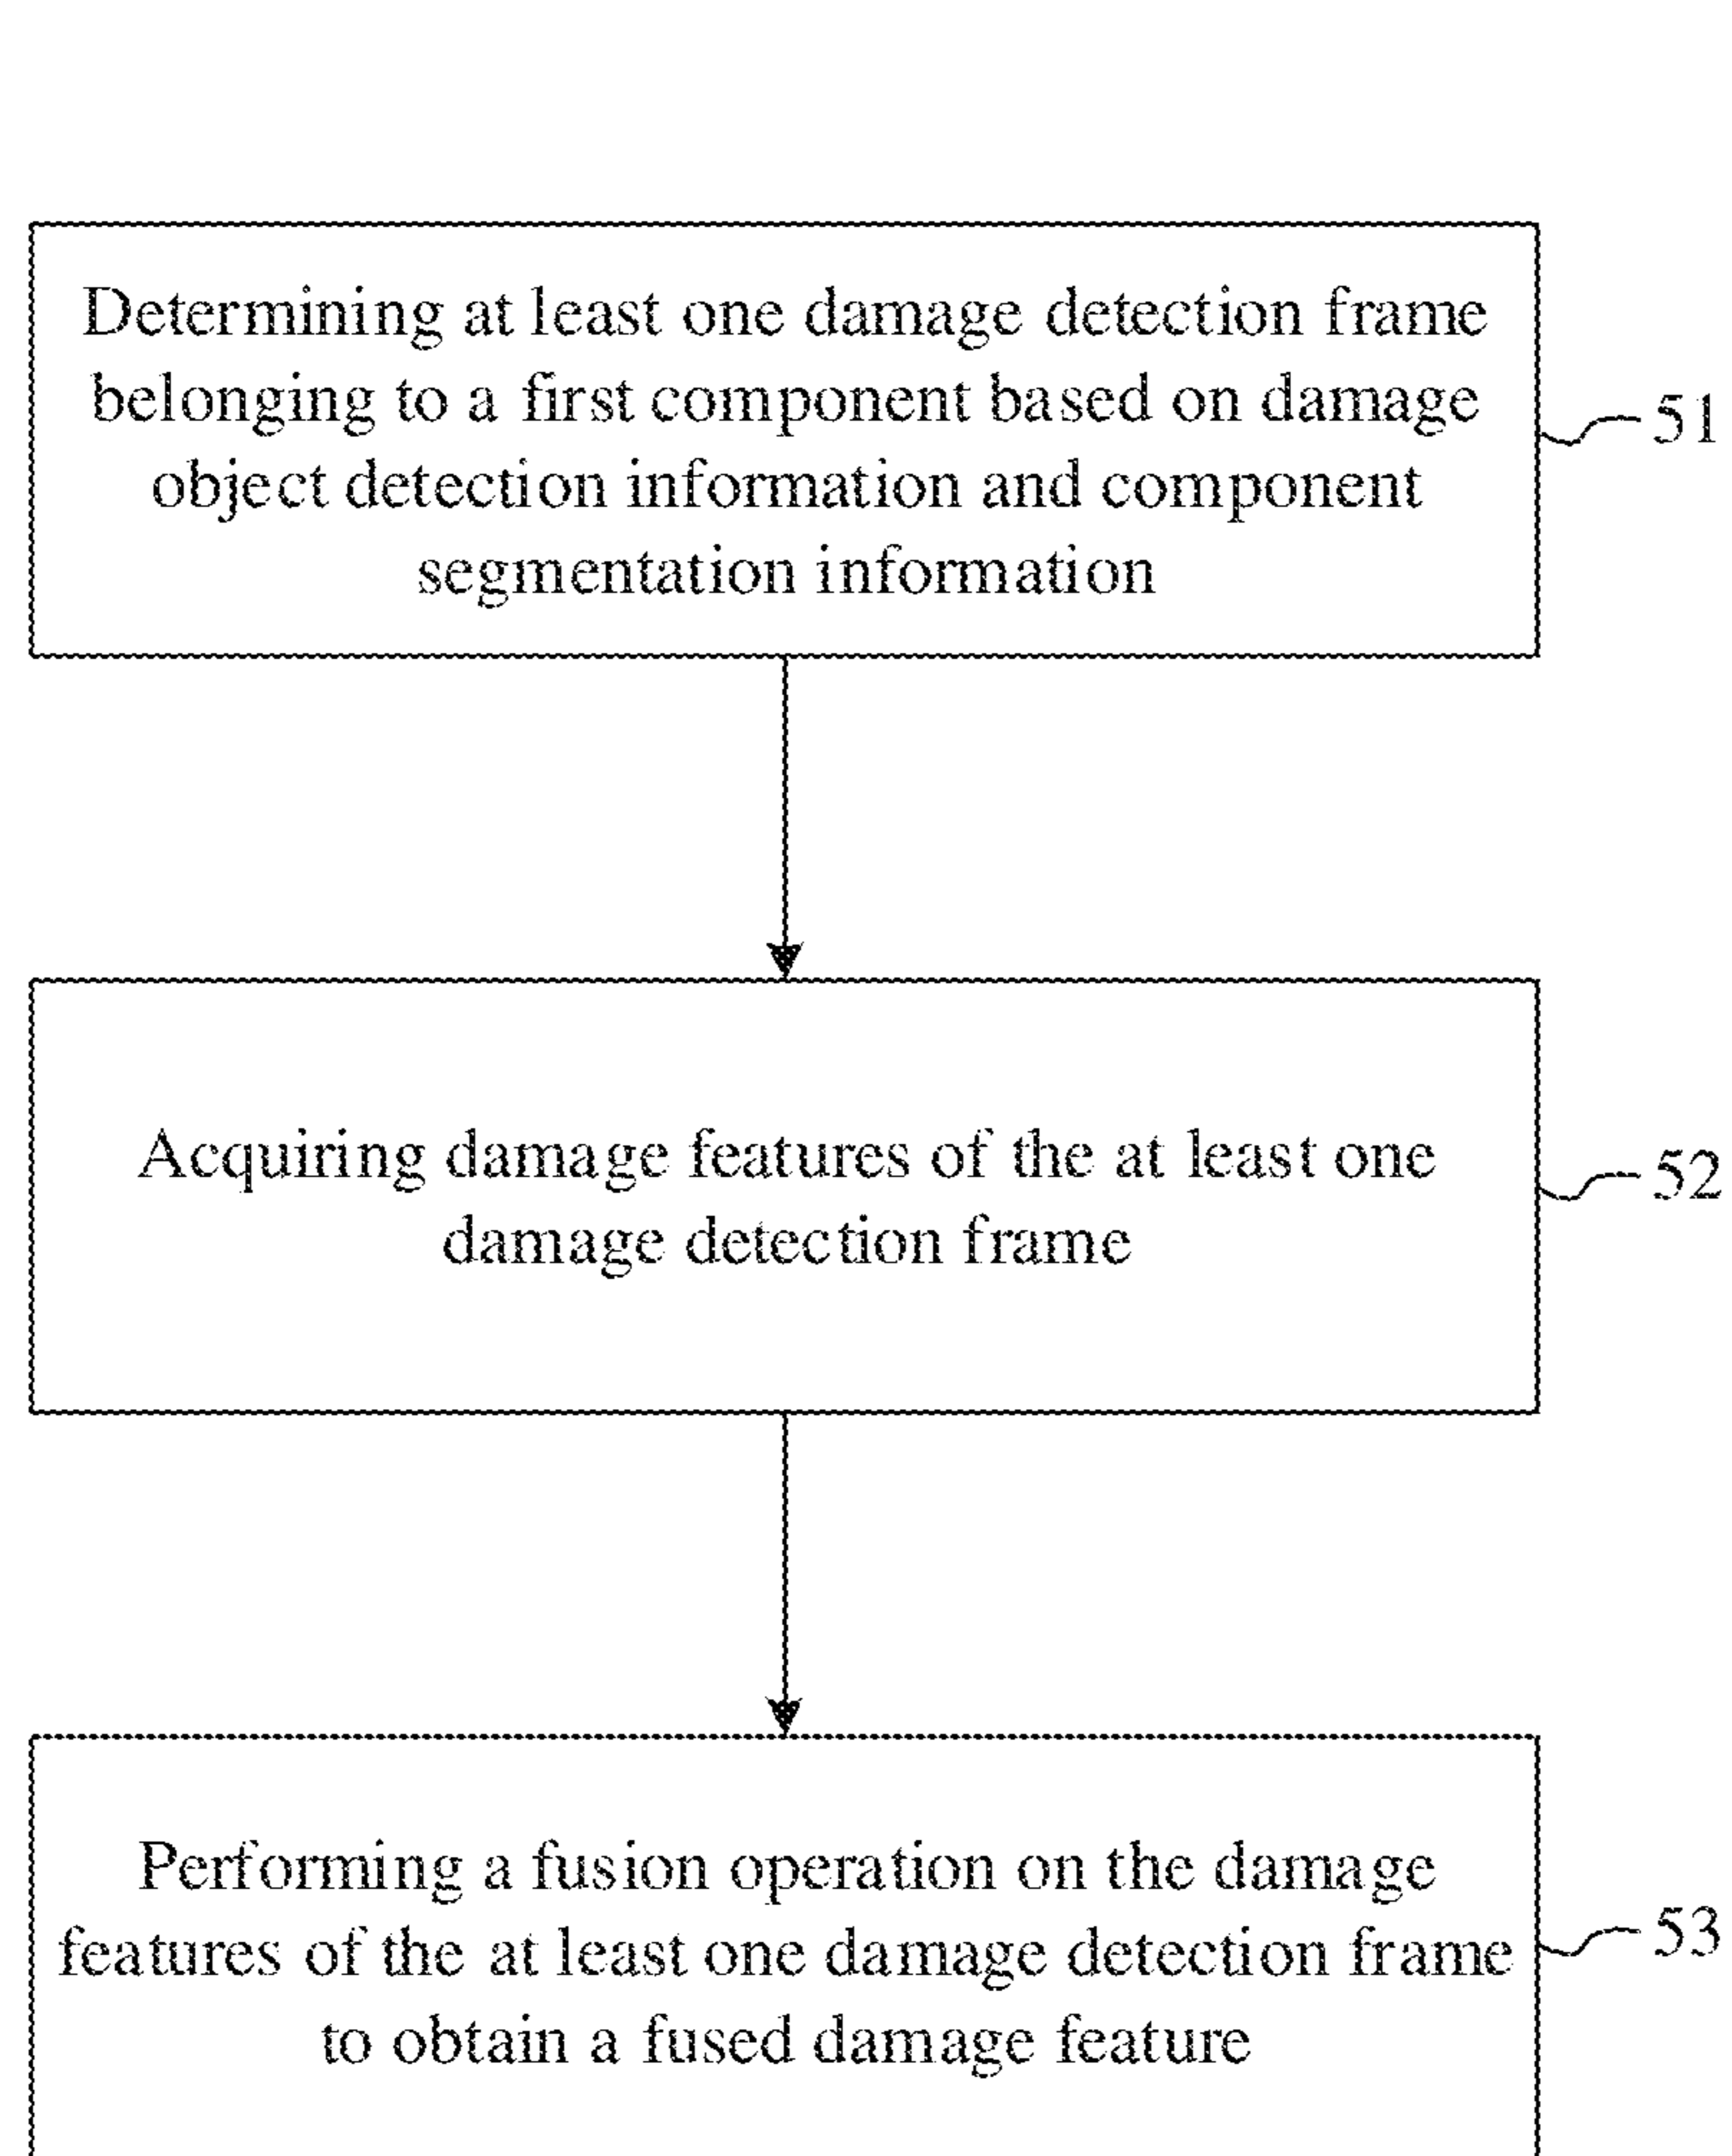 Determining at least one damage detection frame
belonging to a first component based on damage
object detection information and component
segmentation information
51
Acquiring damage features of the at least one
damage detection frame
52
Performing a fusion operation on the damage
features of the at least one damage detection frame
to obtain a fused damage feature
53